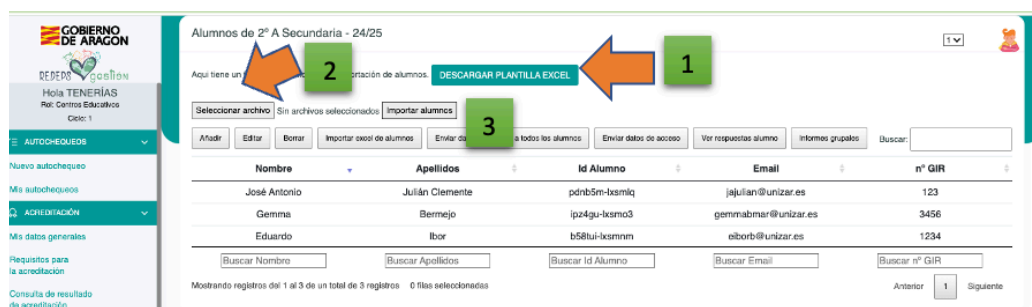 GOBIERNO
DE ARAGON
REDEPS gestión
Hola TENERÍAS
Rol: Centros Educativos
Ciclo: 1
AUTOCHEQUEOS
Nuevo autochequeo
Mis autochequeos
ACREDITACIÓN
Mis datos generales
Requisitos para
la acreditación
Consulta de resultado
de acreditación
Alumnos de 2º A Secundaria - 24/25
1
Aqui tiene un
2
portación de alumnos.
DESCARGAR PLANTILLA EXCEL
1
Seleccionar archivo Sin archivos seleccionados Importar alumnos
3
Añadir Editar Borrar Importar excel de alumnos Enviar da a todos los alumnos Enviar datos de acceso Ver respuestas alumno Informes grupales Buscar:
Nombre Apellidos Id Alumno Email nº GIR
José Antonio Julián Clemente pdnb5m-lxsmlq jajulian@unizar.es 123
Gemma Bermejo ipz4gu-lxsmo3 gemmabmar@unizar.es 3456
Eduardo Ibor b58tui-lxsmnm eiborb@unizar.es 1234
Buscar Nombre Buscar Apellidos Buscar Id Alumno Buscar Email Buscar nº GIR
Mostrando registros del 1 al 3 de un total de 3 registros 0 filas seleccionadas
Anterior 1 Siguiente